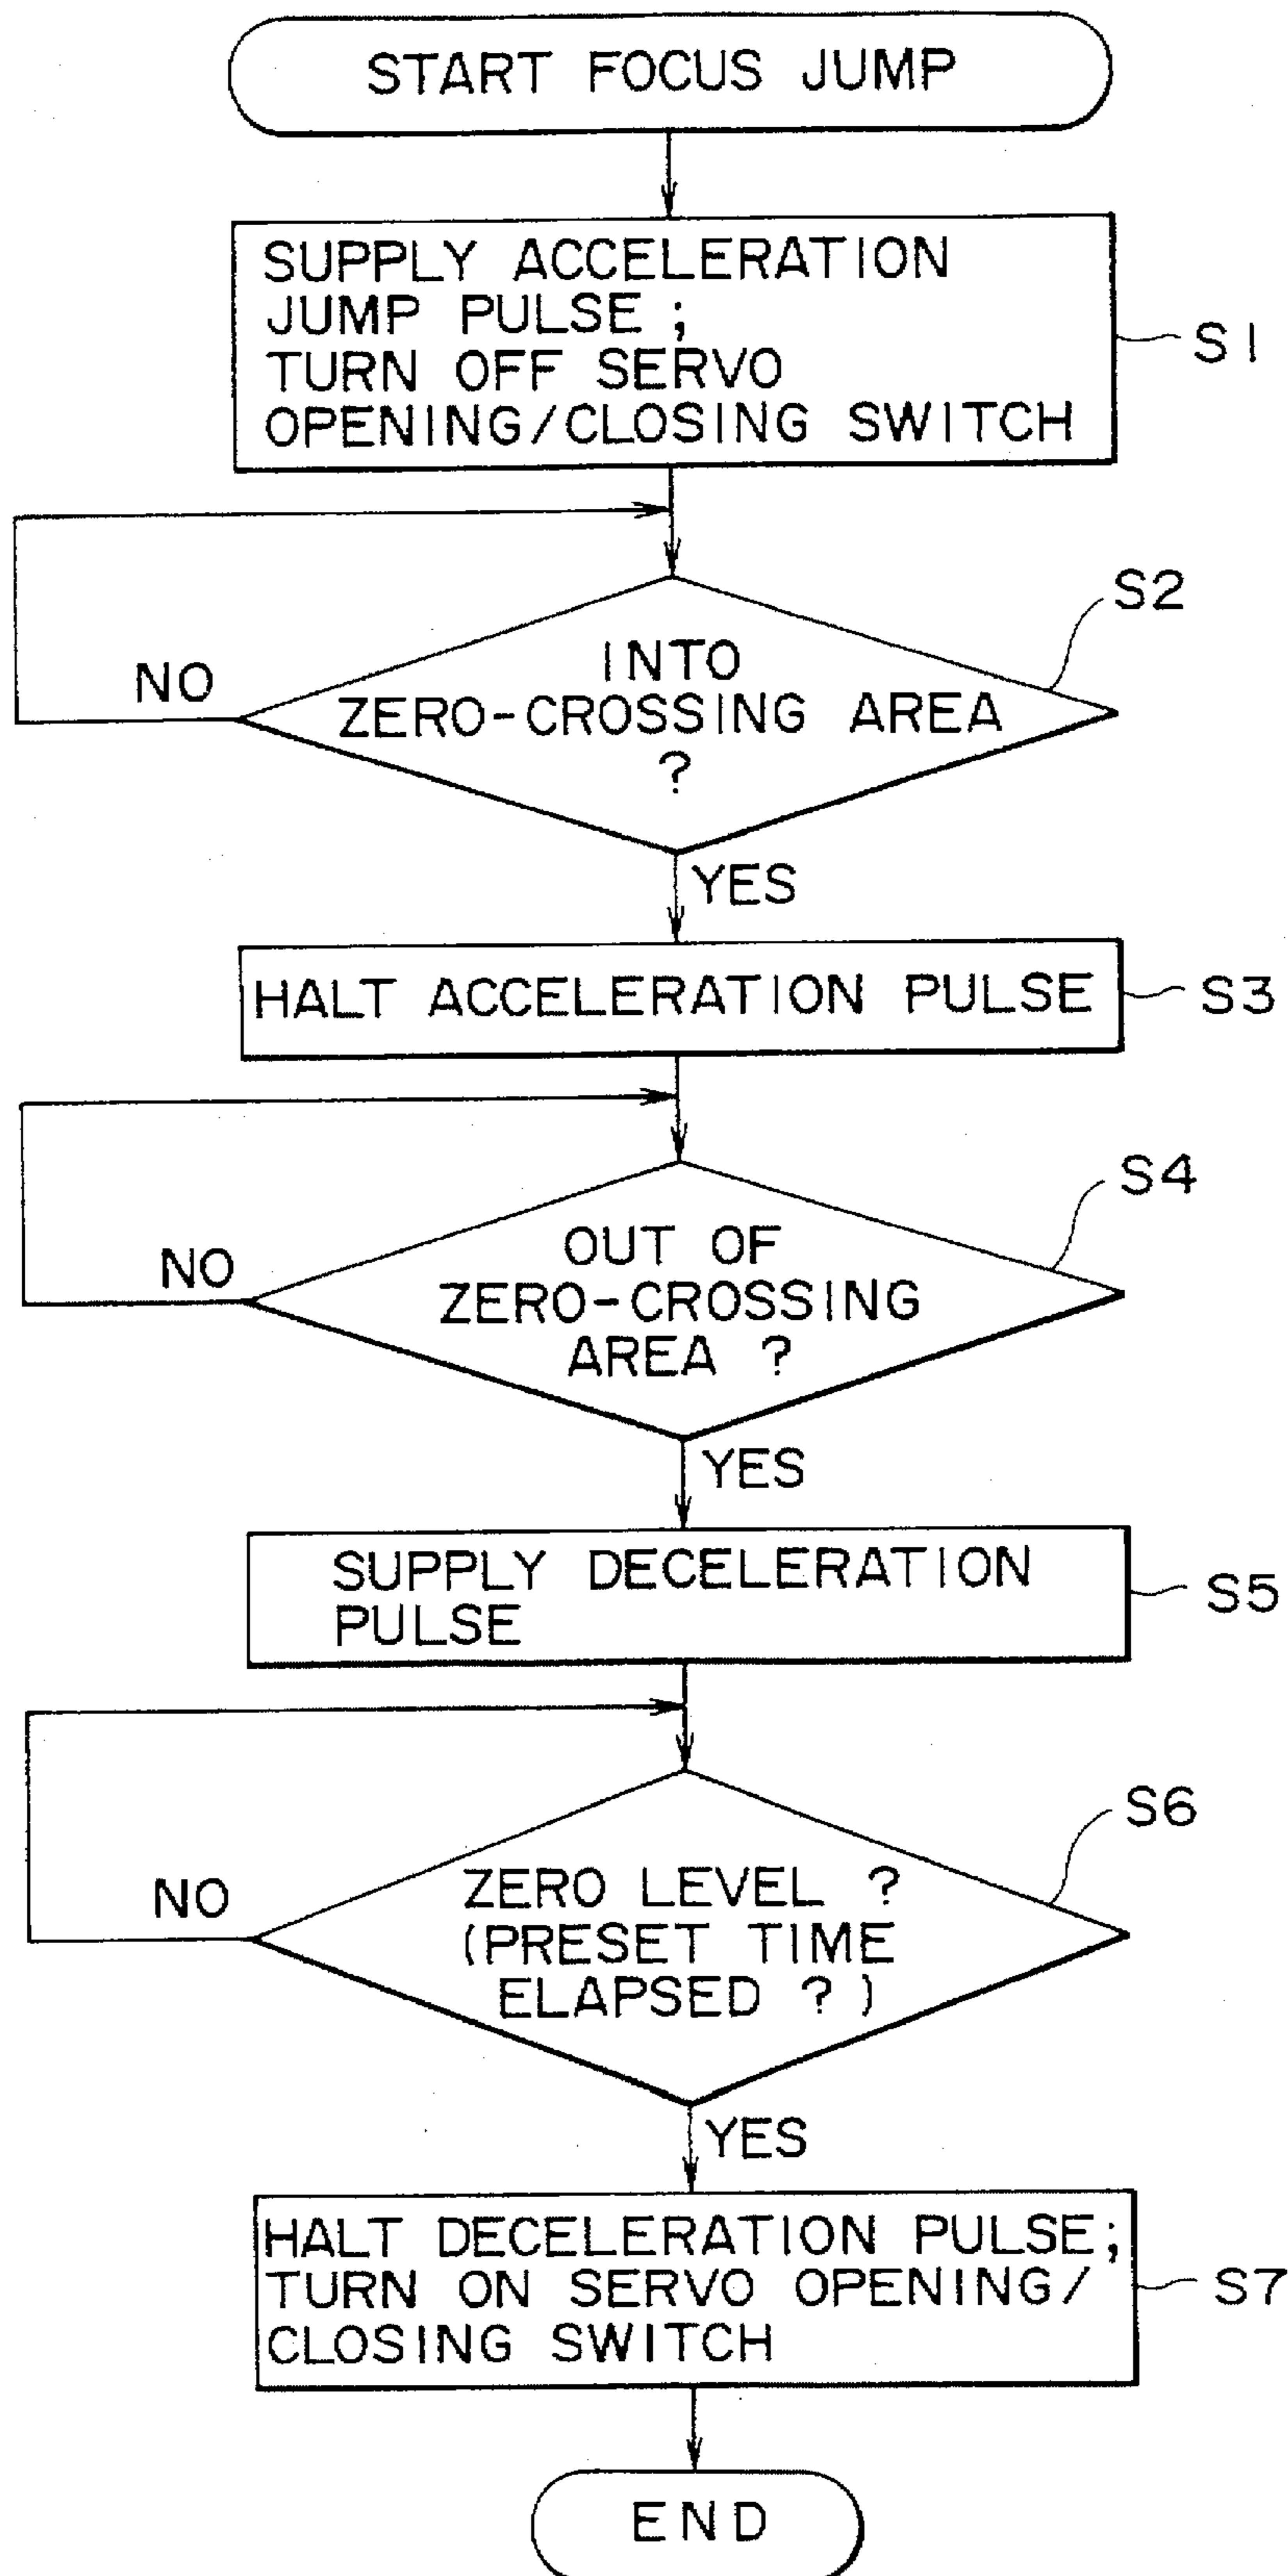 START FOCUS JUMP
SUPPLY ACCELERATION
JUMP PULSE ;
TURN OFF SERVO
OPENING/CLOSING SWITCH
S1
S2
INTO
ZERO-CROSSING AREA
?
NO
YES
HALT ACCELERATION PULSE
S3
S4
OUT OF
ZERO-CROSSING
AREA ?
NO
YES
SUPPLY DECELERATION
PULSE
S5
S6
ZERO LEVEL ?
(PRESET TIME
ELAPSED ? )
NO
YES
HALT DECELERATION PULSE;
TURN ON SERVO OPENING/
CLOSING SWITCH
S7
END